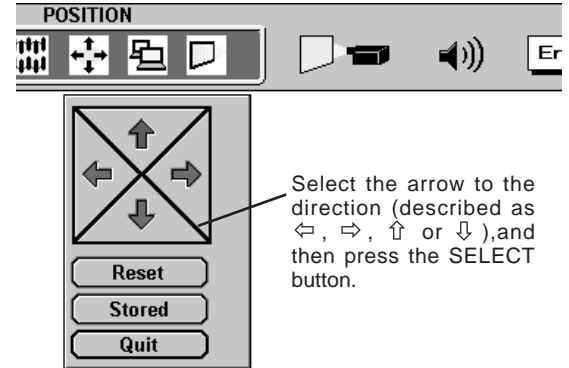 POSITION
Er
Select the arrow to the
direction (described as
⇦ , ⇨ , ⇧ or ⇩ ),and
then press the SELECT
button.
Reset
Stored
Quit